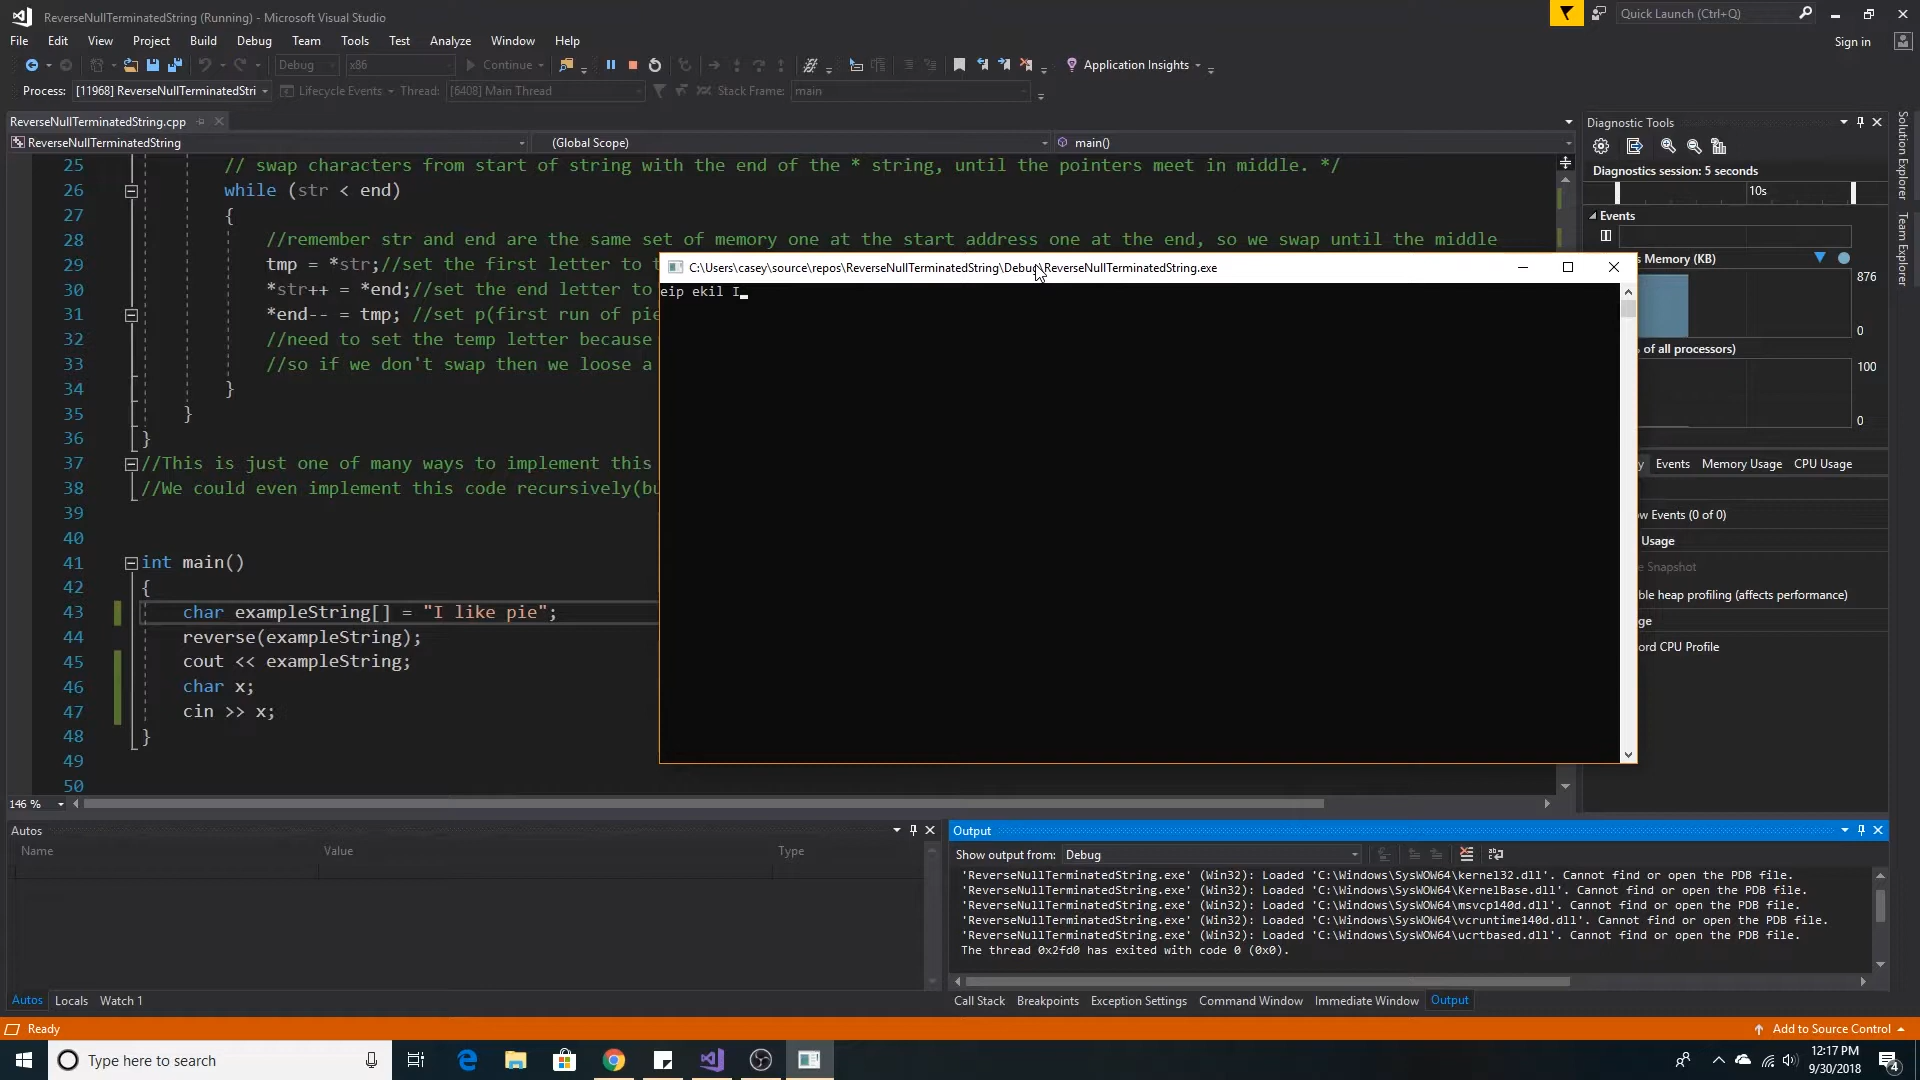 ReverseNullTerminatedString (Running) - Microsoft Visual Studio
Quick Launch (Ctrl+Q)
File Edit View Project Build Debug Team Tools Test Analyze Window Help
Sign in
Debug x86 Continue Application Insights
Process: [11968] ReverseNullTerminatedStri Lifecycle Events Thread: [6408] Main Thread Stack Frame: main
ReverseNullTerminatedString.cpp
ReverseNullTerminatedString (Global Scope) main()
25 // swap characters from start of string with the end of the * string, until the pointers meet in middle. */
26 while (str < end)
27 {
28 //remember str and end are the same set of memory one at the start address one at the end, so we swap until the middle
29 tmp = *str;//set the first letter to t
30 *str++ = *end;//set the end letter to
31 *end-- = tmp; //set p(first run of pie
32 //need to set the temp letter because
33 //so if we don't swap then we loose a
34 }
35 }
36 }
37 //This is just one of many ways to implement this
38 //We could even implement this code recursively(bu
39
40
41 int main()
42 {
43 char exampleString[] = "I like pie";
44 reverse(exampleString);
45 cout << exampleString;
46 char x;
47 cin >> x;
48 }
49
50
146 %
C:\Users\casey\source\repos\ReverseNullTerminatedString\Debug\ReverseNullTerminatedString.exe
eip ekil I
Diagnostic Tools
Diagnostics session: 5 seconds
10s
Events
s Memory (KB)
876
0
of all processors)
100
0
y Events Memory Usage CPU Usage
w Events (0 of 0)
Usage
e Snapshot
ble heap profiling (affects performance)
ge
ord CPU Profile
Solution Explorer
Team Explorer
Autos
Name Value Type
Autos Locals Watch 1
Output
Show output from: Debug
'ReverseNullTerminatedString.exe' (Win32): Loaded 'C:\Windows\SysWOW64\kernel32.dll'. Cannot find or open the PDB file.
'ReverseNullTerminatedString.exe' (Win32): Loaded 'C:\Windows\SysWOW64\KernelBase.dll'. Cannot find or open the PDB file.
'ReverseNullTerminatedString.exe' (Win32): Loaded 'C:\Windows\SysWOW64\msvcp140d.dll'. Cannot find or open the PDB file.
'ReverseNullTerminatedString.exe' (Win32): Loaded 'C:\Windows\SysWOW64\vcruntime140d.dll'. Cannot find or open the PDB file.
'ReverseNullTerminatedString.exe' (Win32): Loaded 'C:\Windows\SysWOW64\ucrtbased.dll'. Cannot find or open the PDB file.
The thread 0x2fd0 has exited with code 0 (0x0).
Call Stack Breakpoints Exception Settings Command Window Immediate Window Output
Ready
Add to Source Control
Type here to search
12:17 PM
9/30/2018
4